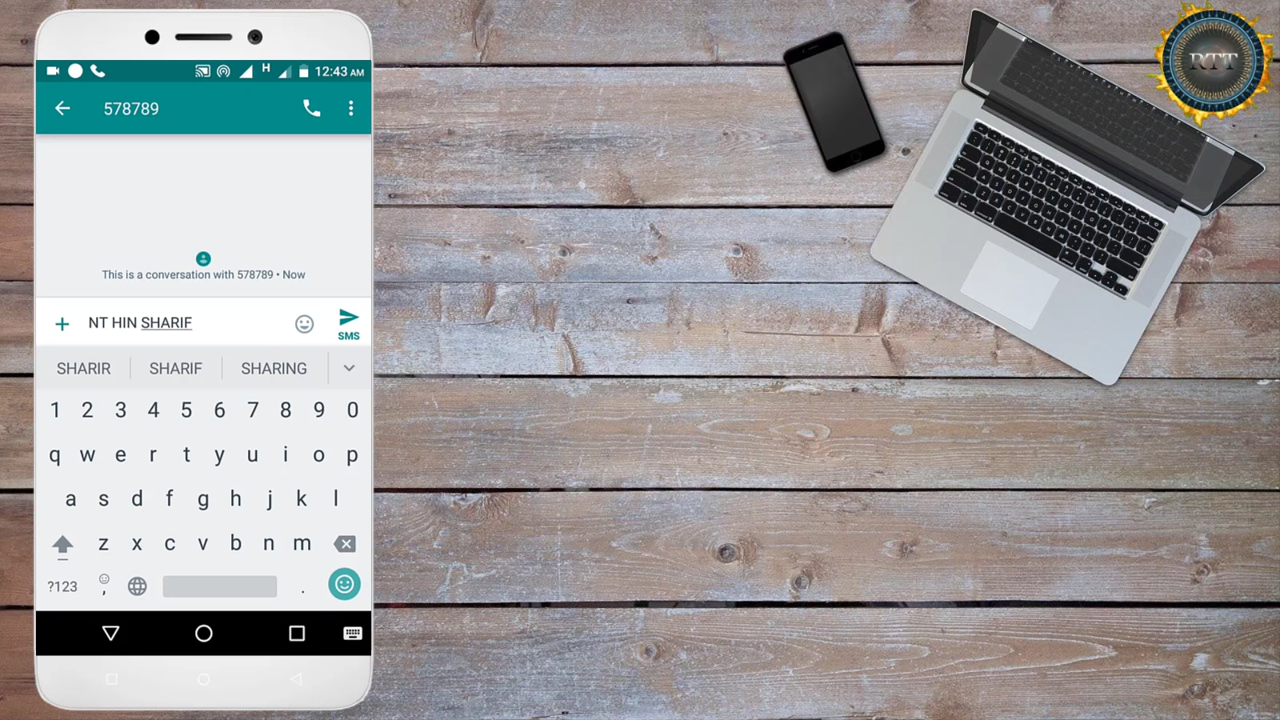 RTT
H 12:43 AM
578789
This is a conversation with 578789 • Now
NT HIN SHARIF
SMS
SHARIR SHARIF SHARING
1 2 3 4 5 6 7 8 9 0
q w e r t y u i o p
a s d f g h j k l
z x c v b n m
?123 , .